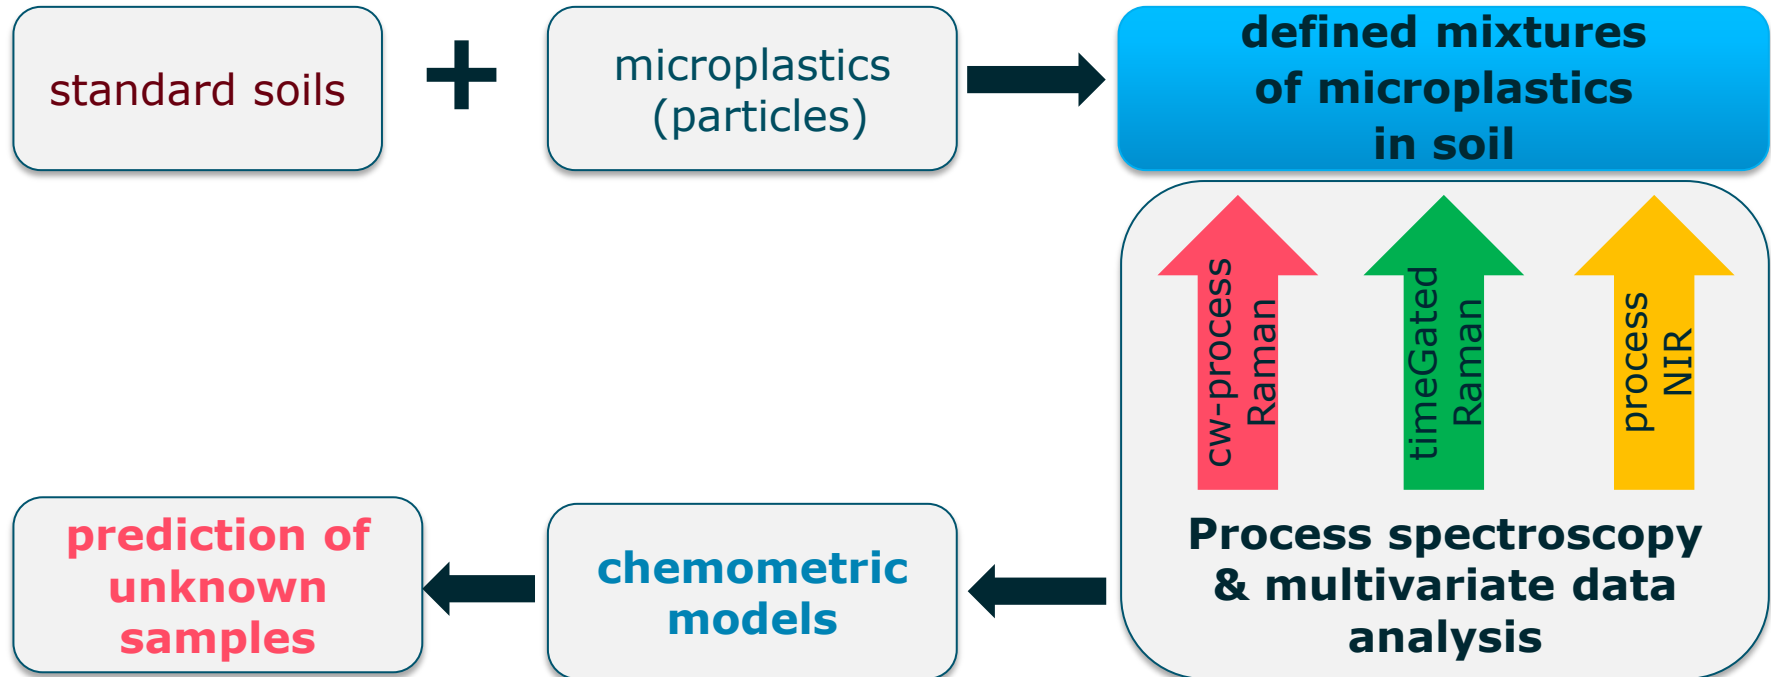 standard soils
+
microplastics
(particles)
defined mixtures
of microplastics
in soil
cw-process
Raman
timeGated
Raman
process
NIR
Process spectroscopy
& multivariate data
analysis
chemometric
models
prediction of
unknown
samples